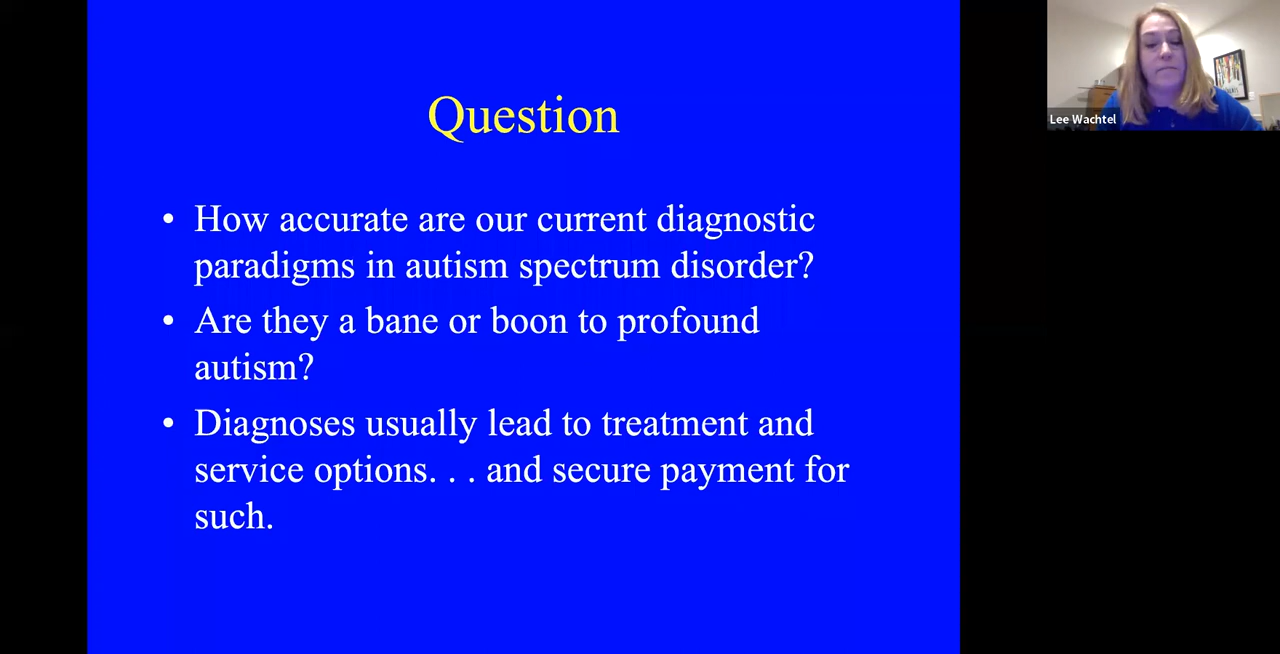 Question
• How accurate are our current diagnostic
paradigms in autism spectrum disorder?
• Are they a bane or boon to profound
autism?
• Diagnoses usually lead to treatment and
service options. . . and secure payment for
such.
Lee Wachtel